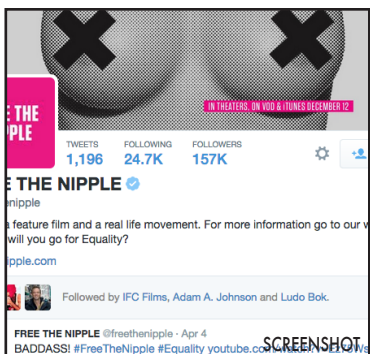 IN THEATERS, ON VOD & iTUNES DECEMBER 12
E THE
PLE
TWEETS FOLLOWING FOLLOWERS
1,196 24.7K 157K
E THE NIPPLE
enipple
a feature film and a real life movement. For more information go to our w
will you go for Equality?
ipple.com
Followed by IFC Films, Adam A. Johnson and Ludo Bok.
FREE THE NIPPLE @freethenipple · Apr 4
BADDASS! #FreeTheNipple #Equality youtube.com
SCREENSHOT